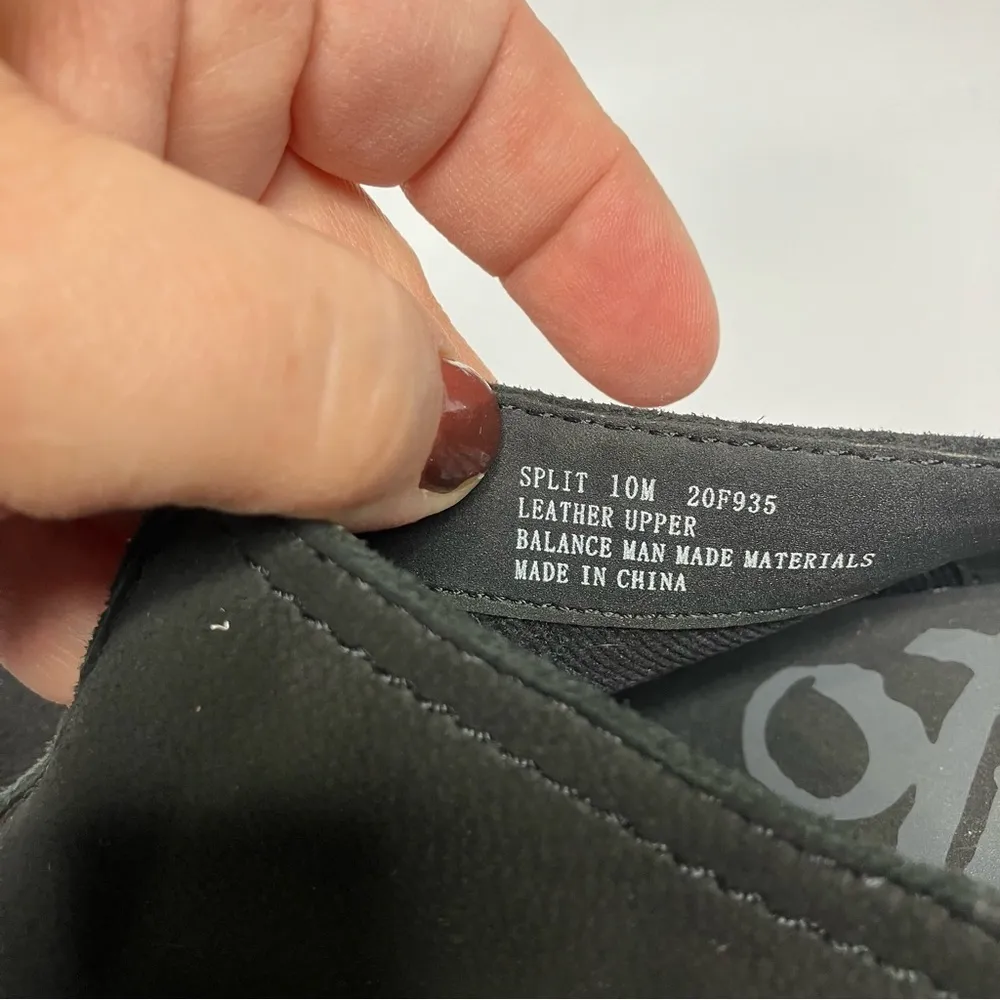 SPLIT 10M 20F935
LEATHER UPPER
BALANCE MAN MADE MATERIALS
MADE IN CHINA